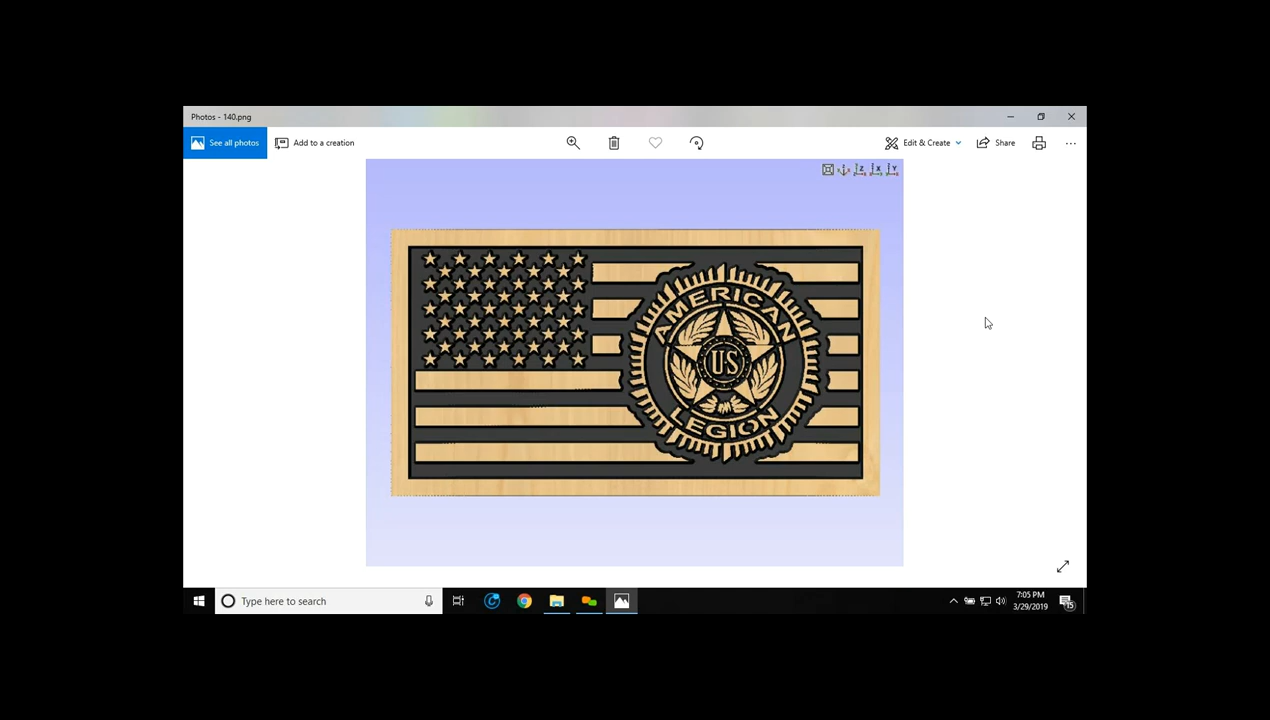 Photos - 140.png
See all photos
Add to a creation
Edit & Create
Share
Z X Y
AMERICAN
US
LEGION
Type here to search
7:05 PM
3/29/2019
15